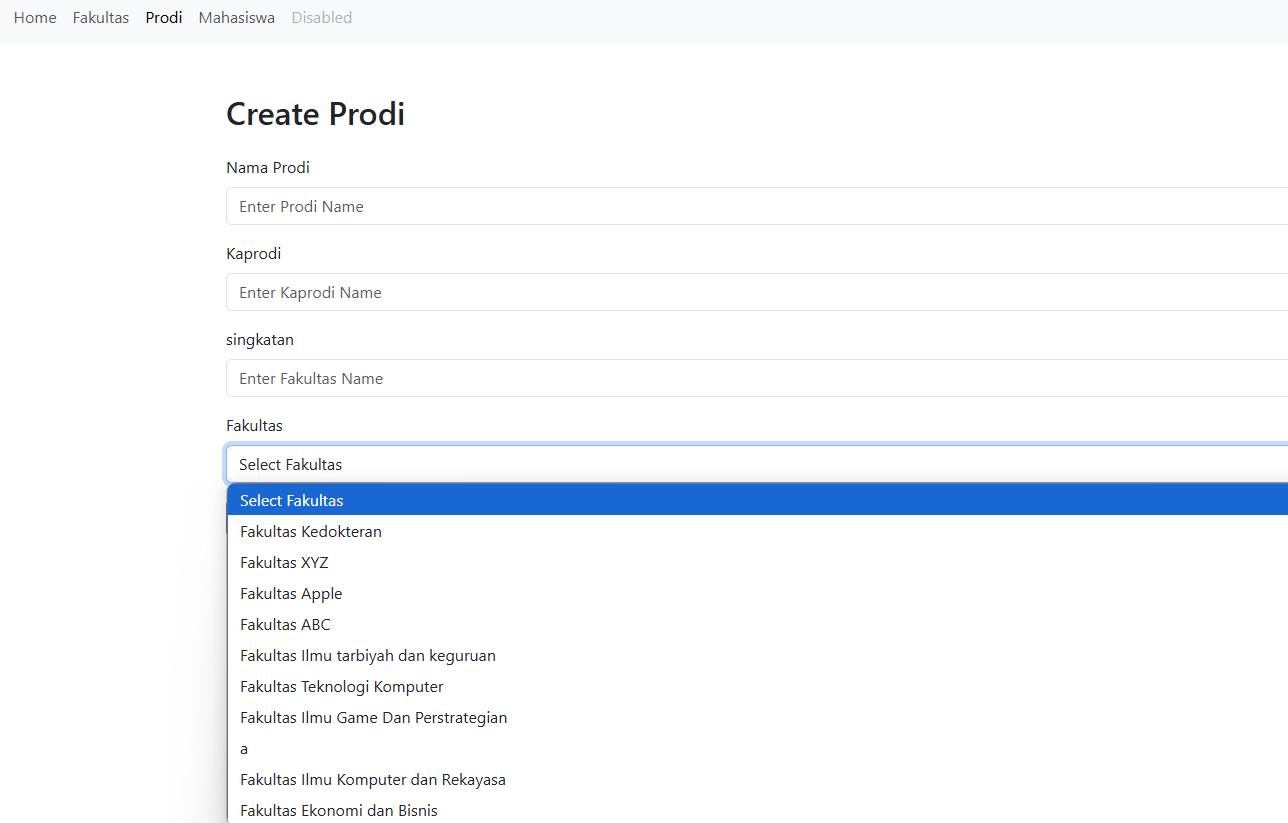 Home Fakultas Prodi Mahasiswa Disabled
Create Prodi
Nama Prodi
Enter Prodi Name
Kaprodi
Enter Kaprodi Name
singkatan
Enter Fakultas Name
Fakultas
Select Fakultas
Select Fakultas
Fakultas Kedokteran
Fakultas XYZ
Fakultas Apple
Fakultas ABC
Fakultas Ilmu tarbiyah dan keguruan
Fakultas Teknologi Komputer
Fakultas Ilmu Game Dan Perstrategian
a
Fakultas Ilmu Komputer dan Rekayasa
Fakultas Ekonomi dan Bisnis